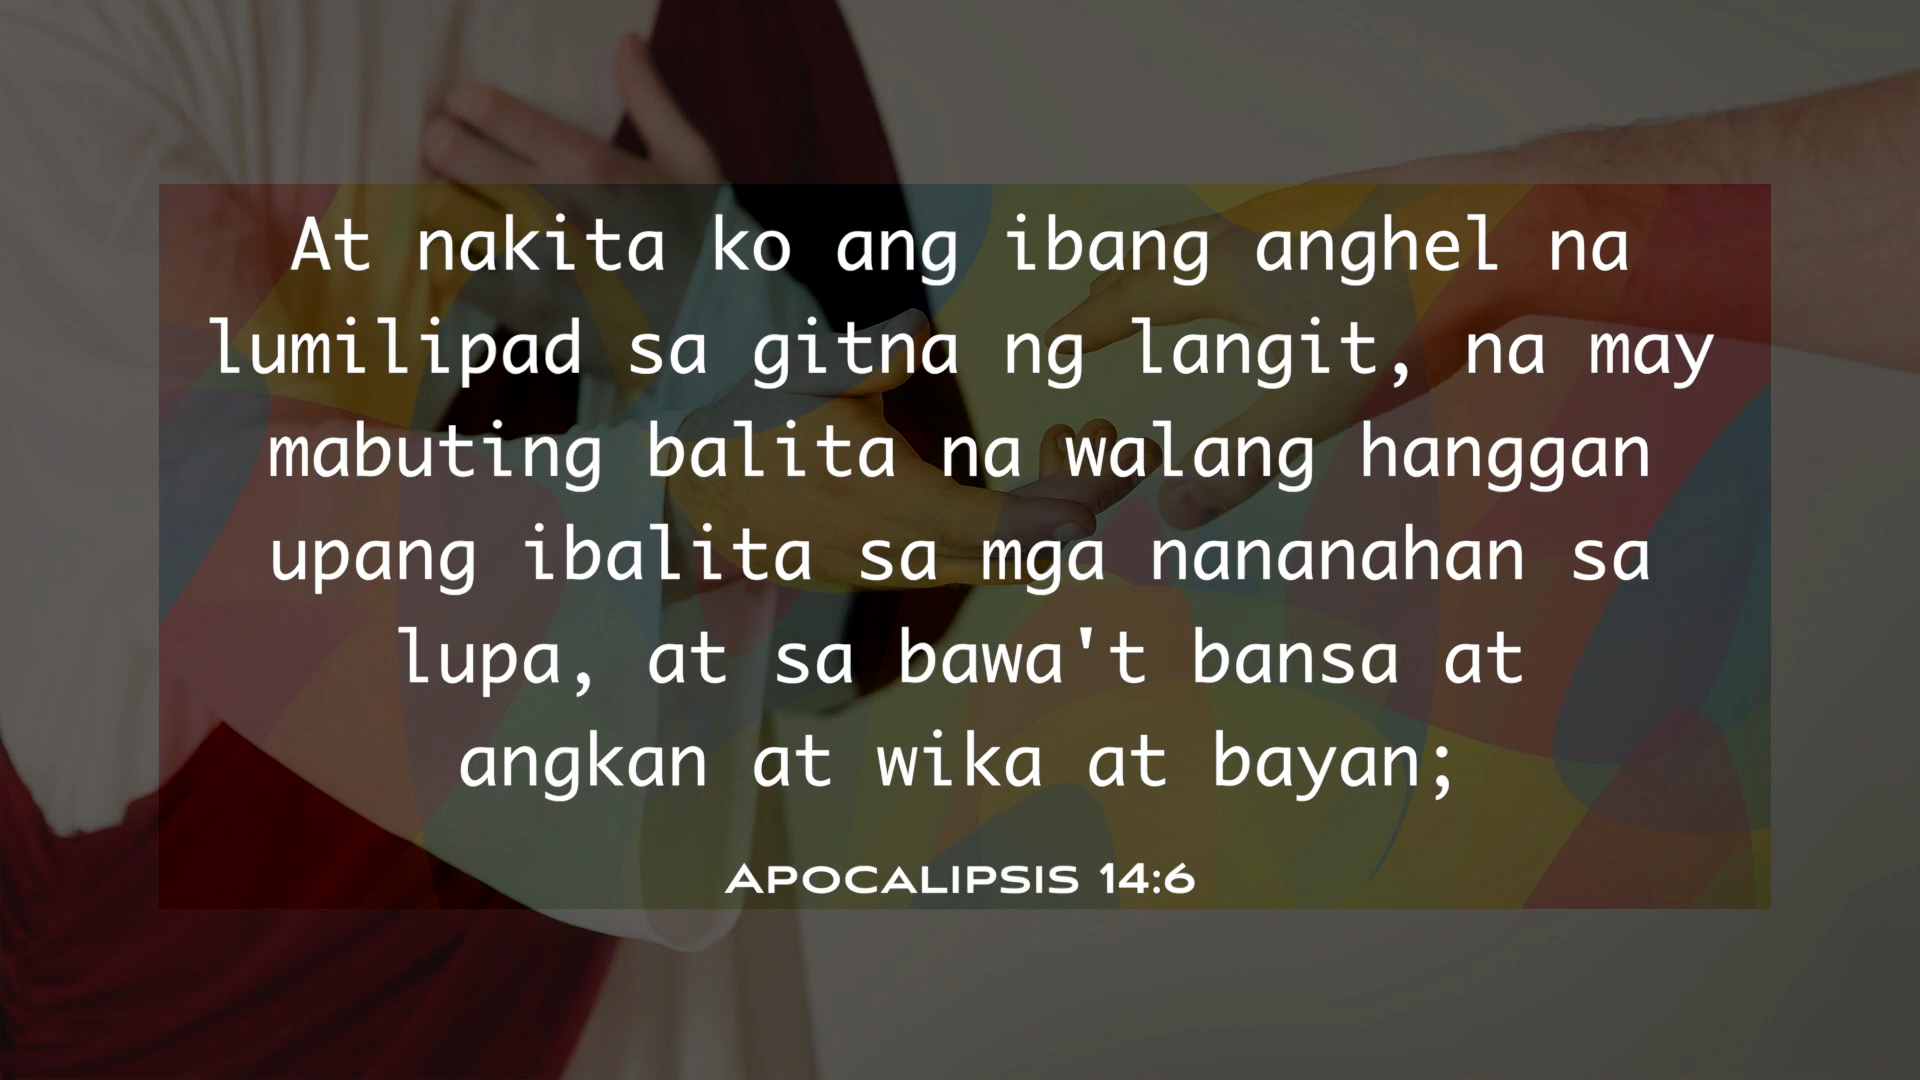 At nakita ko ang ibang anghel na
lumilipad sa gitna ng langit, na may
mabuting balita na walang hanggan
upang ibalita sa mga nananahan sa
lupa, at sa bawa't bansa at
angkan at wika at bayan;
APOCALIPSIS 14:6